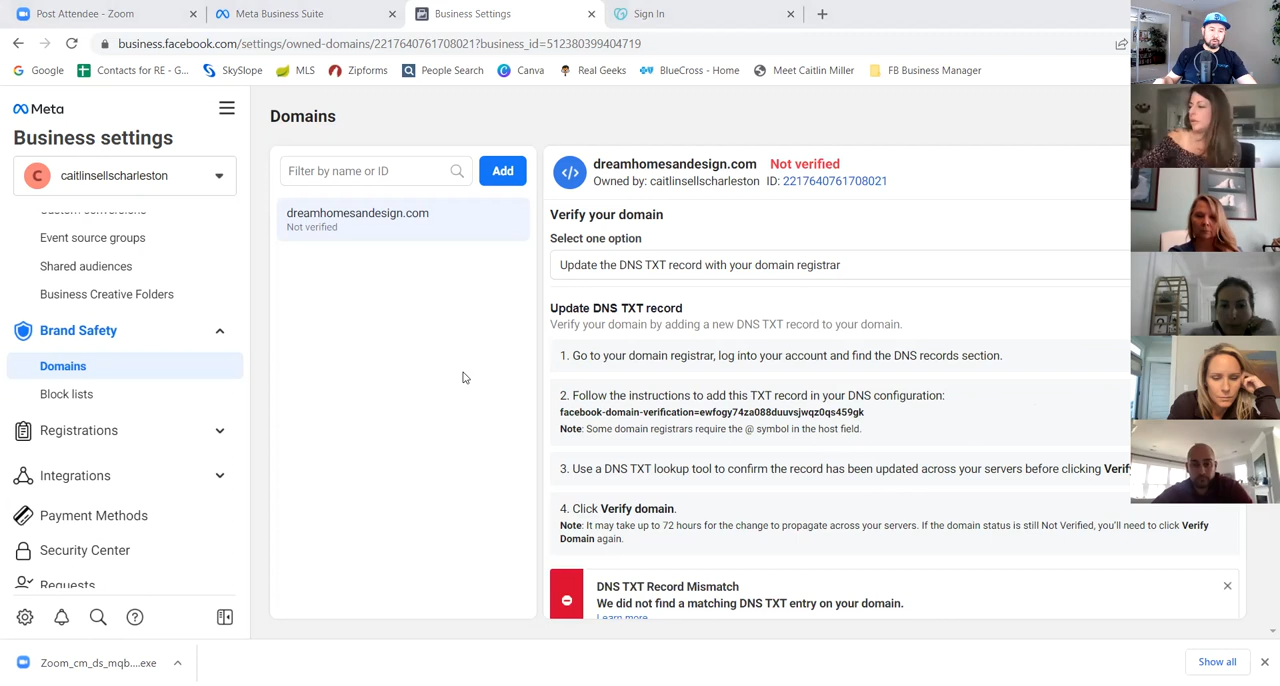 Post Attendee - Zoom
Meta Business Suite
Business Settings
Sign In
business.facebook.com/settings/owned-domains/2217640761708021?business_id=512380399404719
Google
Contacts for RE - G...
SkySlope
MLS
Zipforms
People Search
Canva
Real Geeks
BlueCross - Home
Meet Caitlin Miller
FB Business Manager
Meta
Business settings
C
caitlinsellscharleston
Custom conversions
Event source groups
Shared audiences
Business Creative Folders
Brand Safety
Domains
Block lists
Registrations
Integrations
Payment Methods
Security Center
Requests
Domains
Filter by name or ID
Add
dreamhomesandesign.com
Not verified
dreamhomesandesign.com Not verified
Owned by: caitlinsellscharleston ID: 2217640761708021
Verify your domain
Select one option
Update the DNS TXT record with your domain registrar
Update DNS TXT record
Verify your domain by adding a new DNS TXT record to your domain.
1. Go to your domain registrar, log into your account and find the DNS records section.
2. Follow the instructions to add this TXT record in your DNS configuration:
facebook-domain-verification=ewfogy74za088duuvsjwqz0qs459gk
Note: Some domain registrars require the @ symbol in the host field.
3. Use a DNS TXT lookup tool to confirm the record has been updated across your servers before clicking Verif
4. Click Verify domain.
Note: It may take up to 72 hours for the change to propagate across your servers. If the domain status is still Not Verified, you'll need to click Verify
Domain again.
DNS TXT Record Mismatch
We did not find a matching DNS TXT entry on your domain.
Learn more
Zoom_cm_ds_mqb....exe
Show all